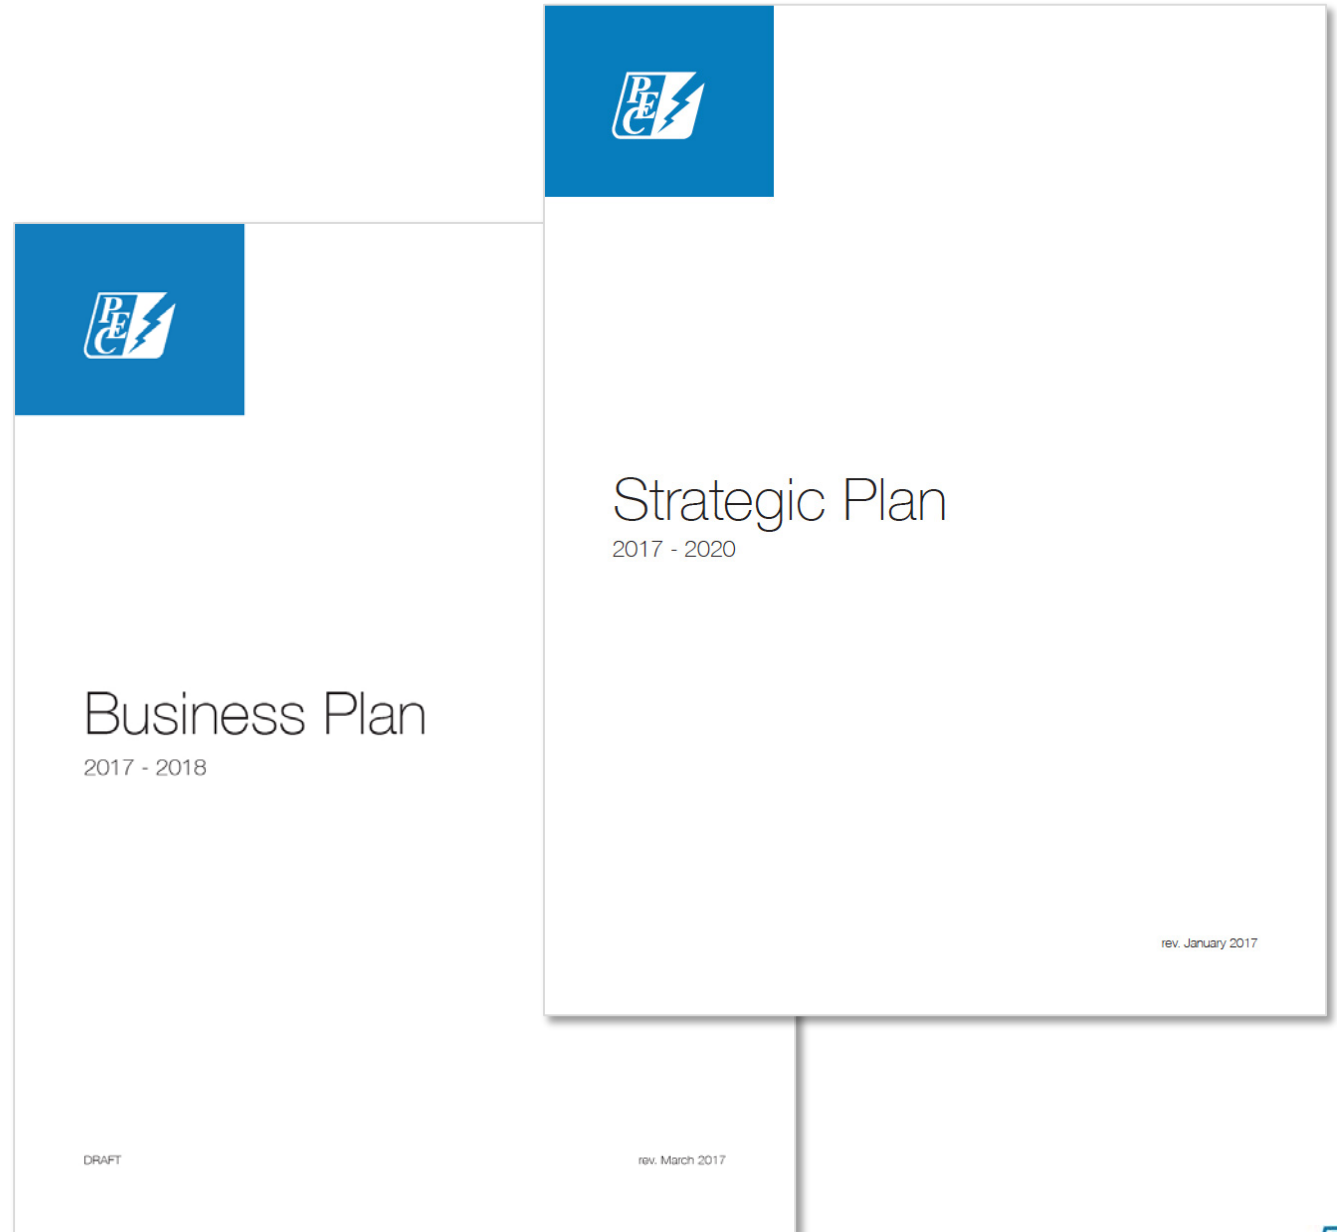 PEC
Strategic Plan
2017 - 2020
rev. January 2017
PEC
Business Plan
2017 - 2018
DRAFT
rev. March 2017